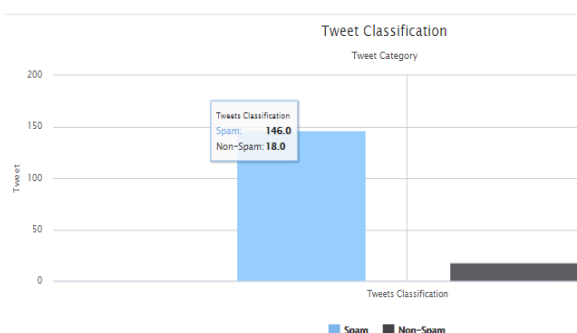 Tweet Classification
Tweet Category
200
150
100
50
0
Tweet
Tweets Classification
Spam: 146.0
Non-Spam: 18.0
Tweets Classification
Spam Non-Spam